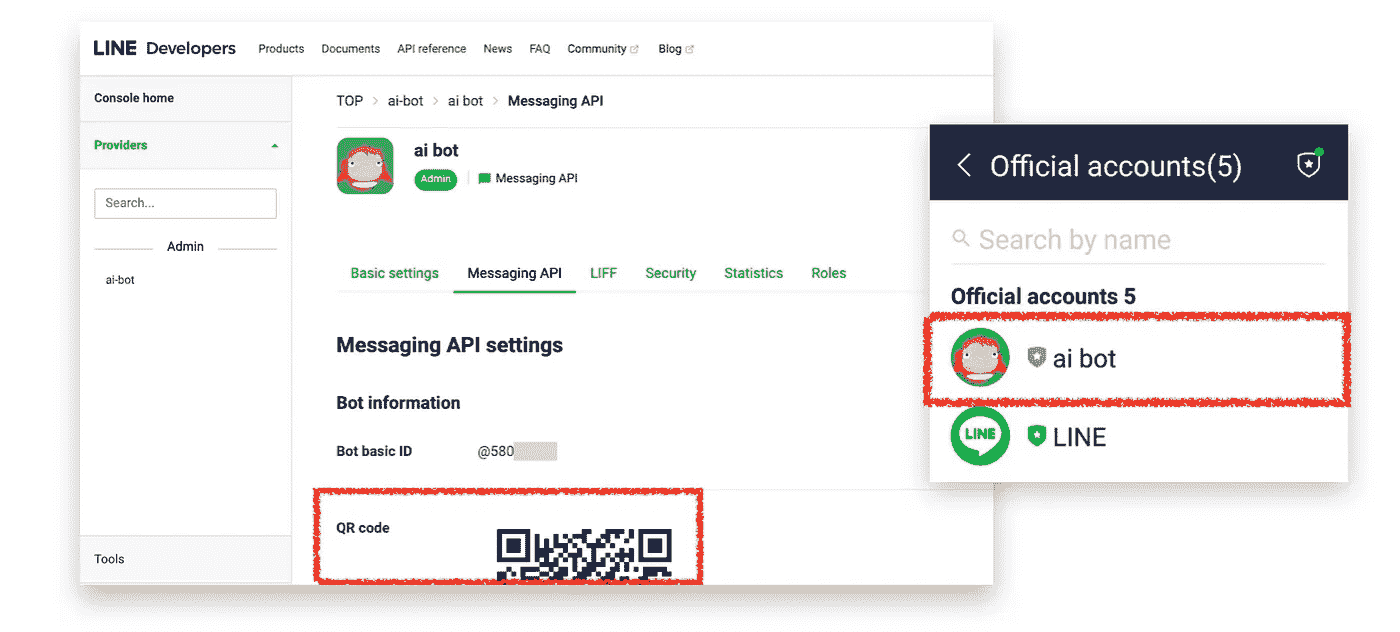 LINE Developers Products Documents API reference News FAQ Community Blog
Console home
Providers
Search...
Admin
ai-bot
Tools
TOP > ai-bot > ai bot > Messaging API
ai bot
Admin Messaging API
Basic settings Messaging API LIFF Security Statistics Roles
Messaging API settings
Bot information
Bot basic ID @580
QR code
Official accounts(5)
Search by name
Official accounts 5
ai bot
LINE LINE